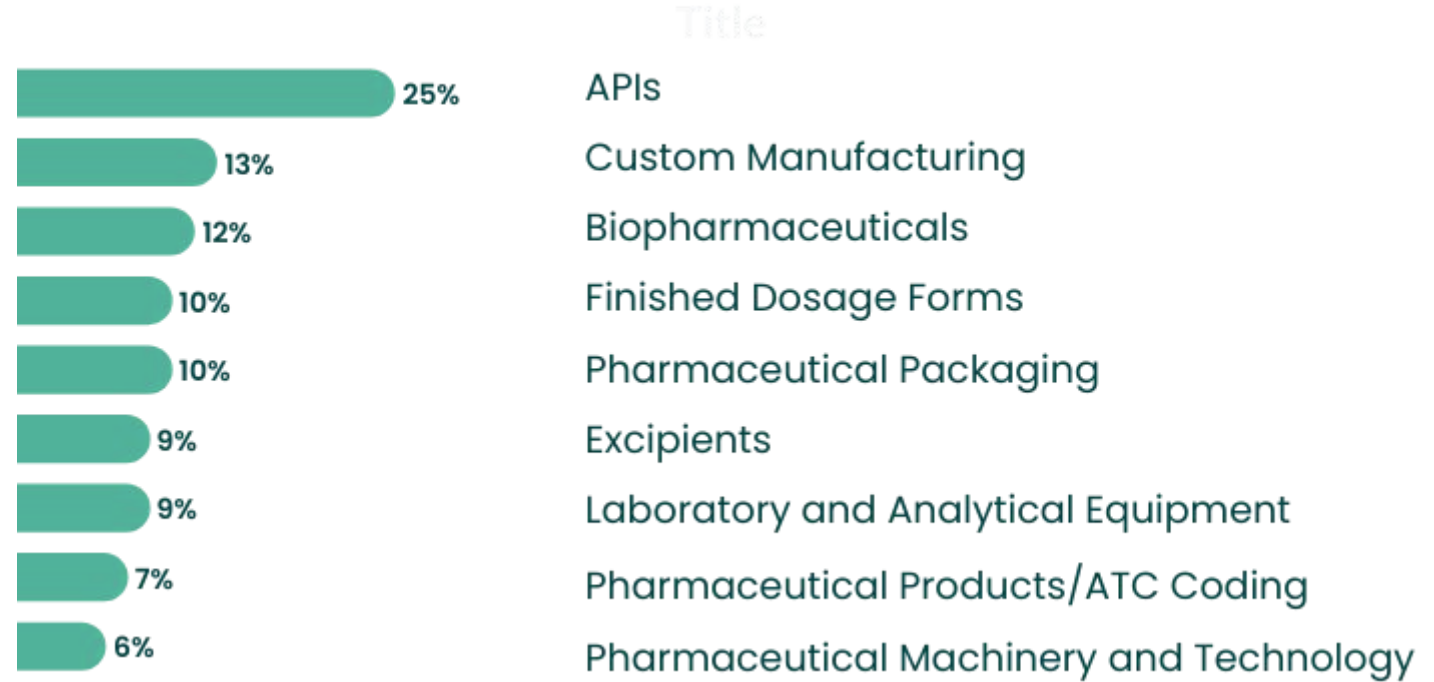 Title
25% APIs
13% Custom Manufacturing
12% Biopharmaceuticals
10% Finished Dosage Forms
10% Pharmaceutical Packaging
9% Excipients
9% Laboratory and Analytical Equipment
7% Pharmaceutical Products/ATC Coding
6% Pharmaceutical Machinery and Technology